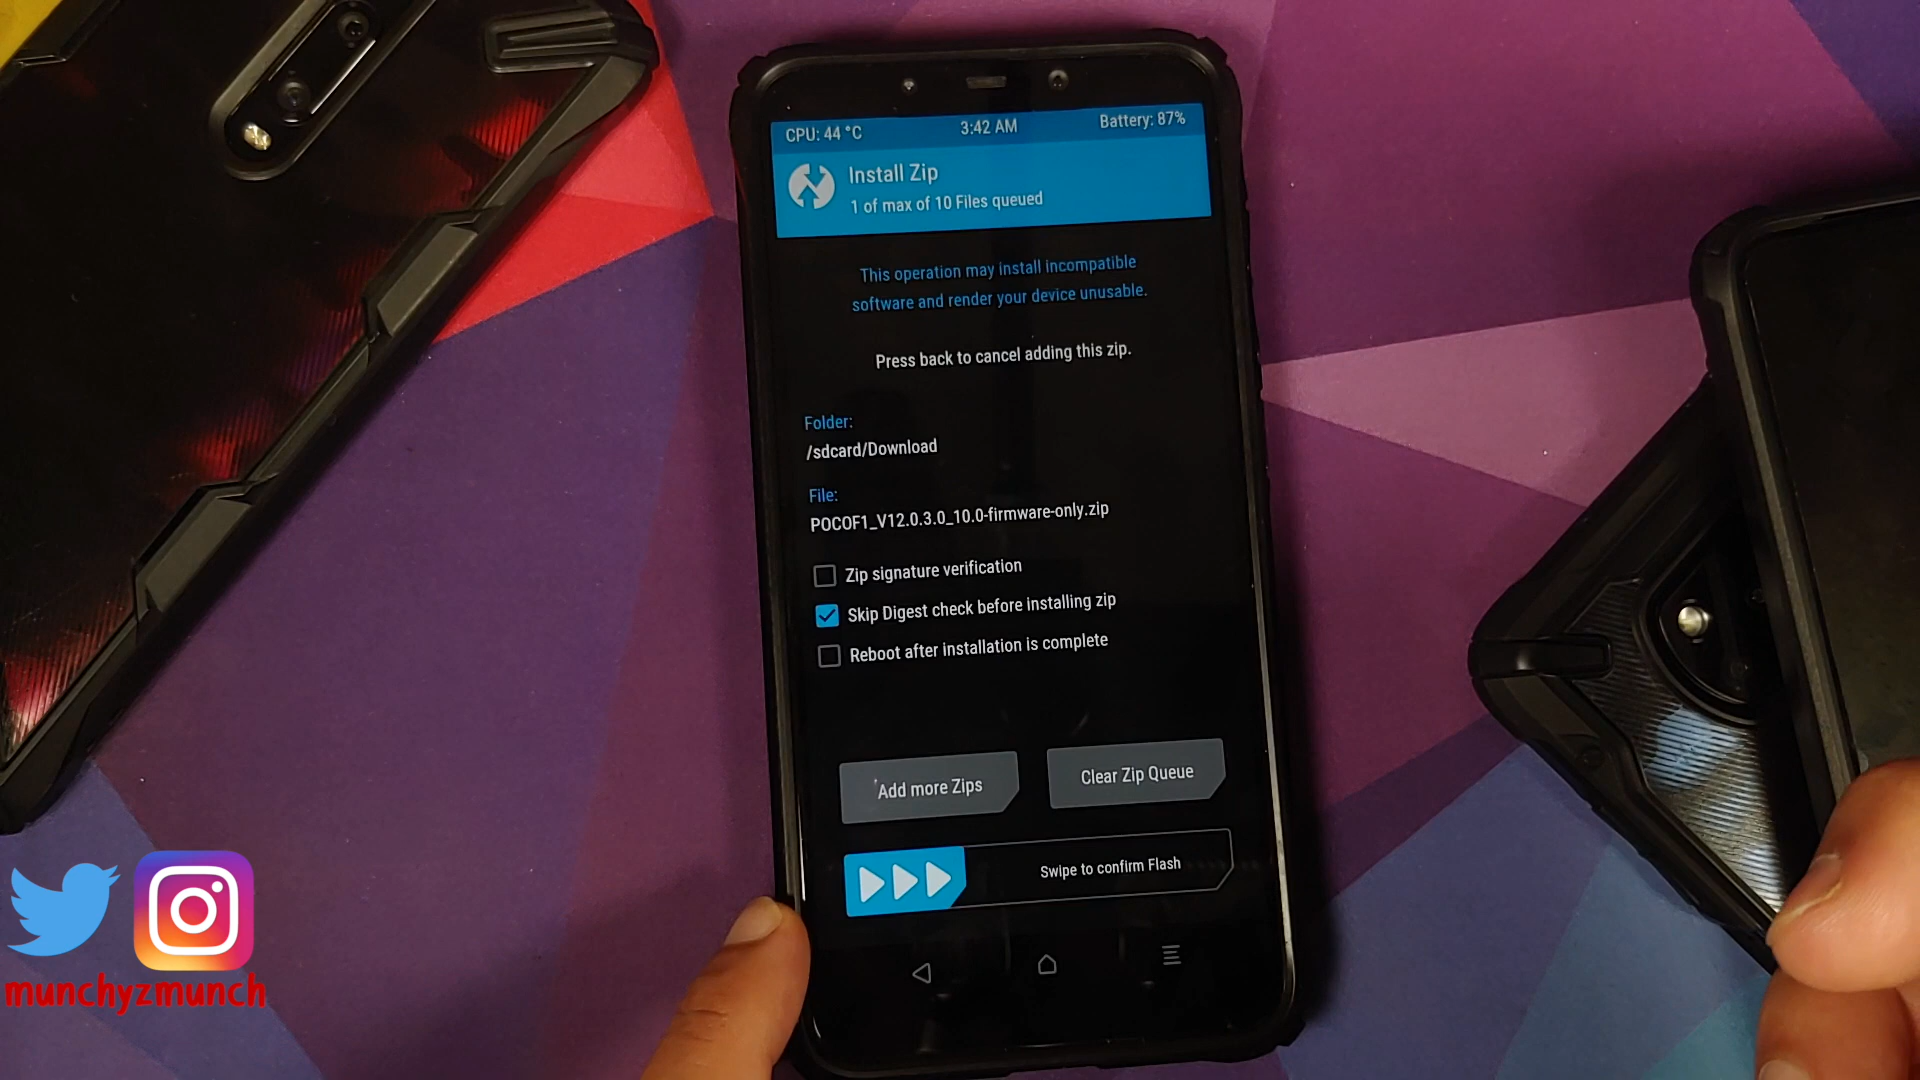 CPU: 44 °C 3:42 AM Battery: 87%
Install Zip
1 of max of 10 Files queued
This operation may install incompatible
software and render your device unusable.
Press back to cancel adding this zip.
Folder:
/sdcard/Download
File:
POCOF1_V12.0.3.0_10.0-firmware-only.zip
Zip signature verification
Skip Digest check before installing zip
Reboot after installation is complete
Add more Zips Clear Zip Queue
Swipe to confirm Flash
munchyzmunch